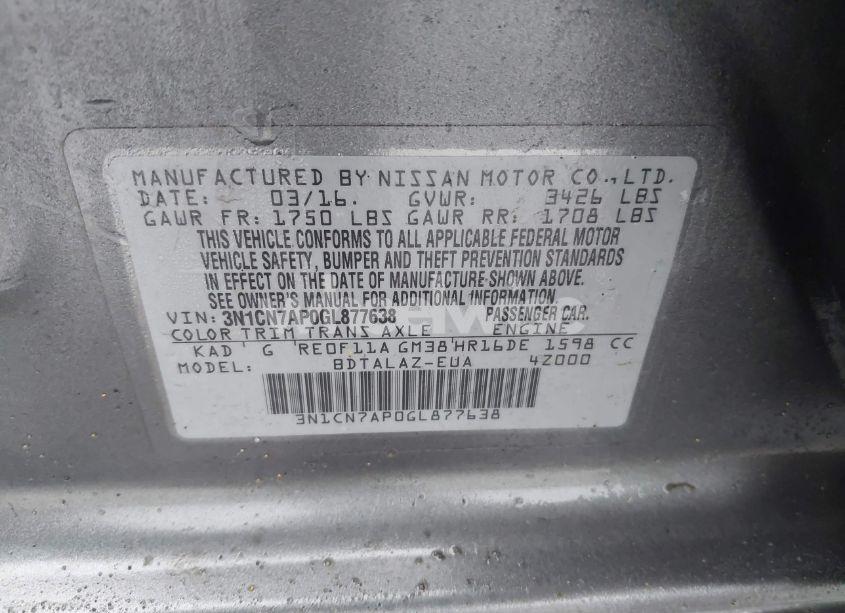 MANUFACTURED BY NISSAN MOTOR CO., LTD.
DATE: 03/16. GVWR: 3426 LBS
GAWR FR: 1750 LBS GAWR RR: 1708 LBS
THIS VEHICLE CONFORMS TO ALL APPLICABLE FEDERAL MOTOR
VEHICLE SAFETY, BUMPER AND THEFT PREVENTION STANDARDS
IN EFFECT ON THE DATE OF MANUFACTURE SHOWN ABOVE.
SEE OWNER'S MANUAL FOR ADDITIONAL INFORMATION.
VIN: 3N1CN7AP0GL877638 PASSENGER CAR.
COLOR TRIM TRANS AXLE ENGINE
KAD G RE0F11A GM38 HR16DE 1598 CC
MODEL: BDTALAZ-EUA 4Z000
3N1CN7AP0GL877638